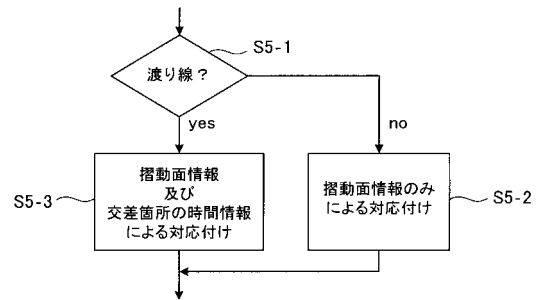 S5-1
渡り線？
yes
no
摺動面情報
及び
交差箇所の時間情報
による対応付け
S5-3
摺動面情報のみ
による対応付け
S5-2